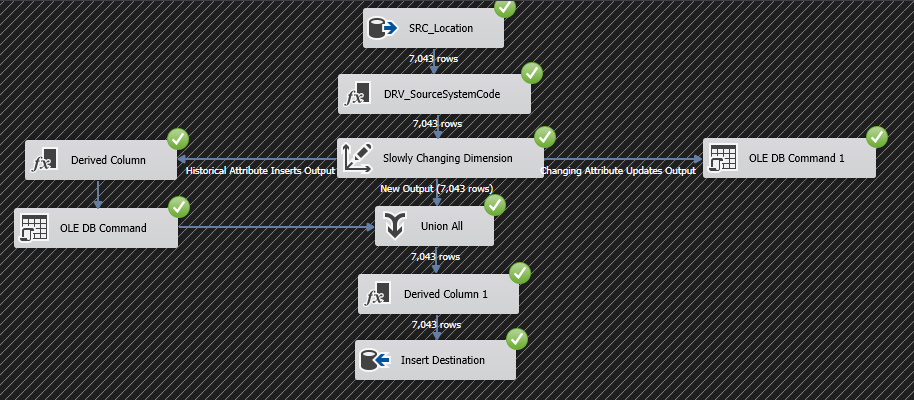 SRC_Location
7,043 rows
DRV_SourceSystemCode
7,043 rows
Derived Column
Historical Attribute Inserts Output
Slowly Changing Dimension
Changing Attribute Updates Output
OLE DB Command 1
New Output (7,043 rows)
OLE DB Command
Union All
7,043 rows
Derived Column 1
7,043 rows
Insert Destination